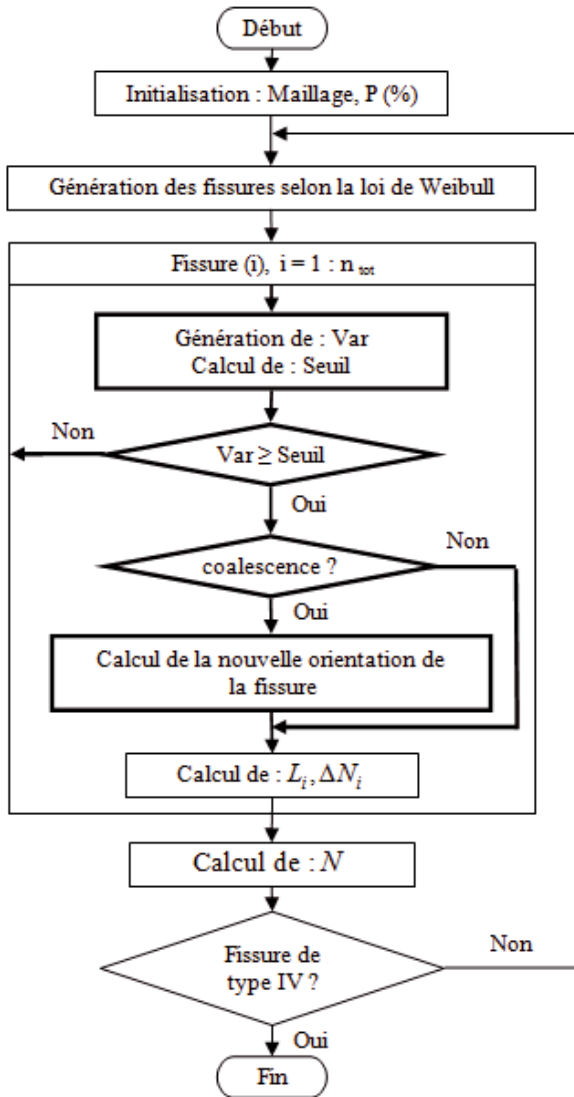 Début
Initialisation : Maillage, P (%)
Génération des fissures selon la loi de Weibull
Fissure (i), i = 1 : n tot
Génération de : Var
Calcul de : Seuil
Non
Var ≥ Seuil
Oui
coalescence ?
Non
Oui
Calcul de la nouvelle orientation de
la fissure
Calcul de : L_i, ΔN_i
Calcul de : N
Fissure de
type IV ?
Non
Oui
Fin